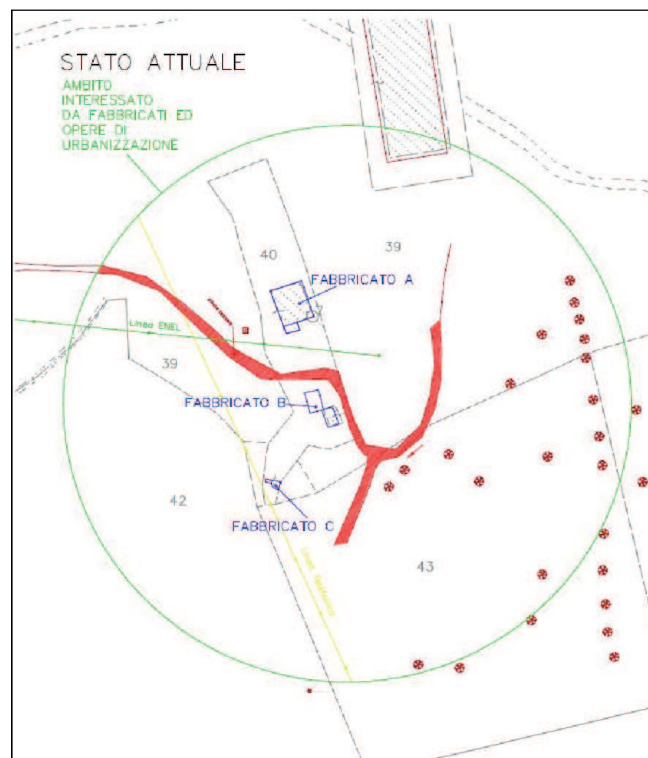 STATO ATTUALE
AMBITO
INTERESSATO
DA FABBRICATI ED
OPERE DI
URBANIZZAZIONE
40
39
FABBRICATO A
Linea ENEL
39
FABBRICATO B
42
FABBRICATO C
Linea
43